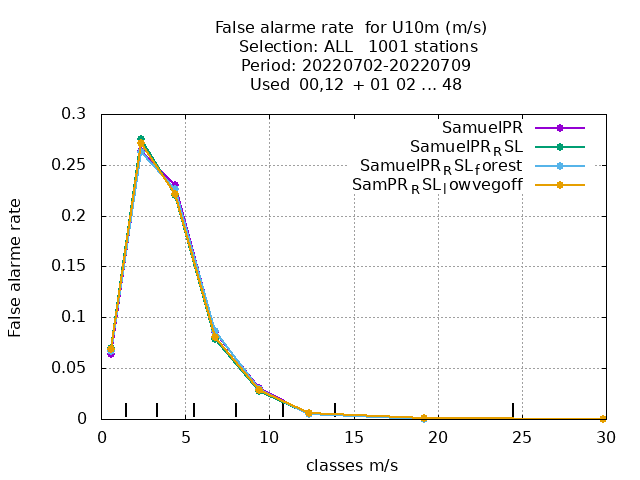 False alarme rate  for U10m (m/s)
Selection: ALL   1001 stations
Period: 20220702-20220709
Used  00,12  + 01 02 ... 48
0.3
0.25
0.2
0.15
0.1
0.05
0
False alarme rate
SamuelPR
SamuelPR_RSL
SamuelPR_RSL_forest
SamPR_RSL_lowvegoff
0 5 10 15 20 25 30
classes m/s